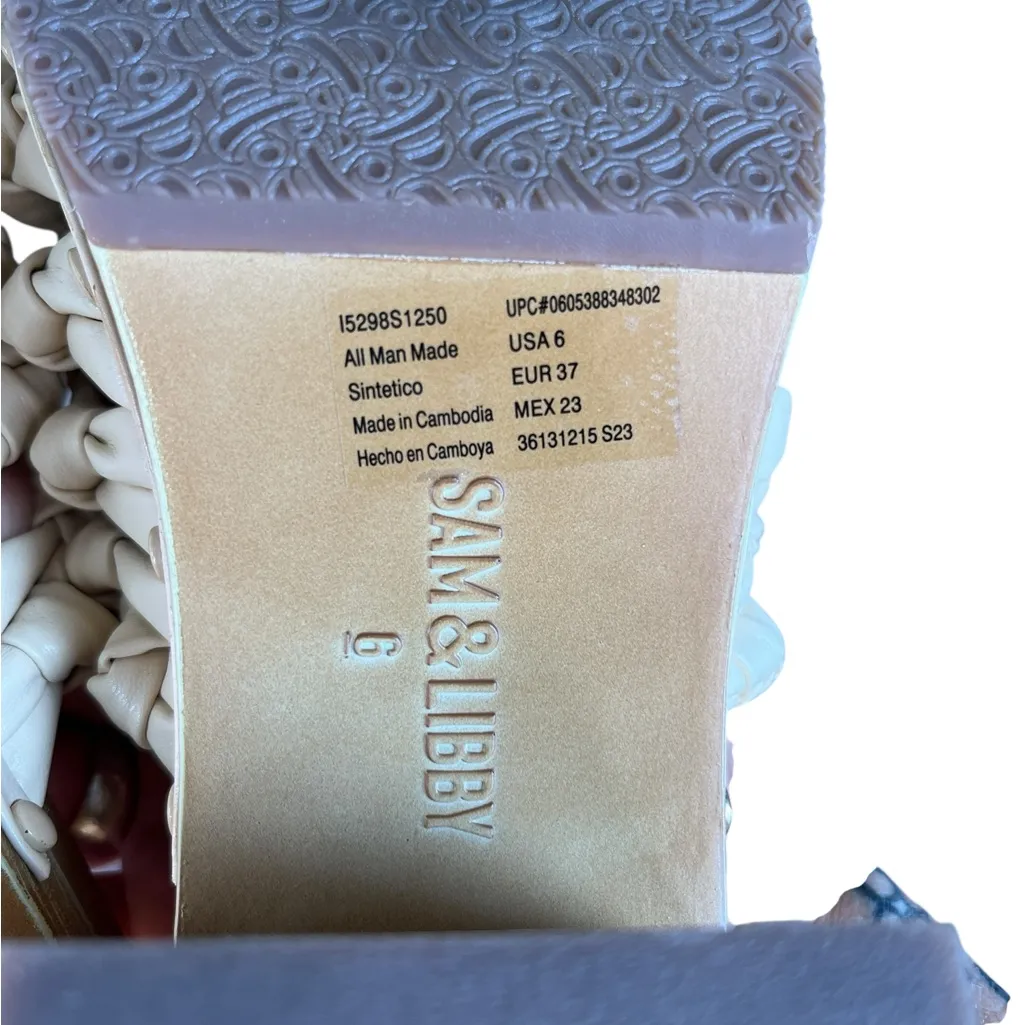 I5298S1250
All Man Made
Sintetico
Made in Cambodia
Hecho en Camboya
UPC#0605388348302
USA 6
EUR 37
MEX 23
36131215 S23
SAM & LIBBY
6